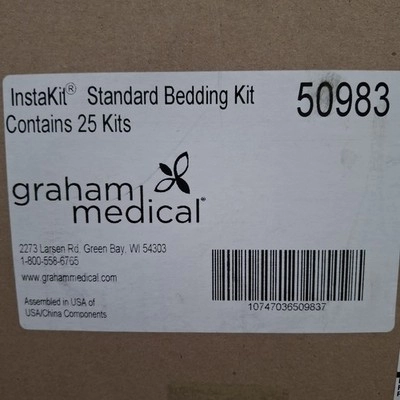 InstaKit® Standard Bedding Kit 50983
Contains 25 Kits
graham
medical®
2273 Larsen Rd. Green Bay, WI 54303
1-800-558-6765
www.grahammedical.com
Assembled in USA of
USA/China Components
10747036509837